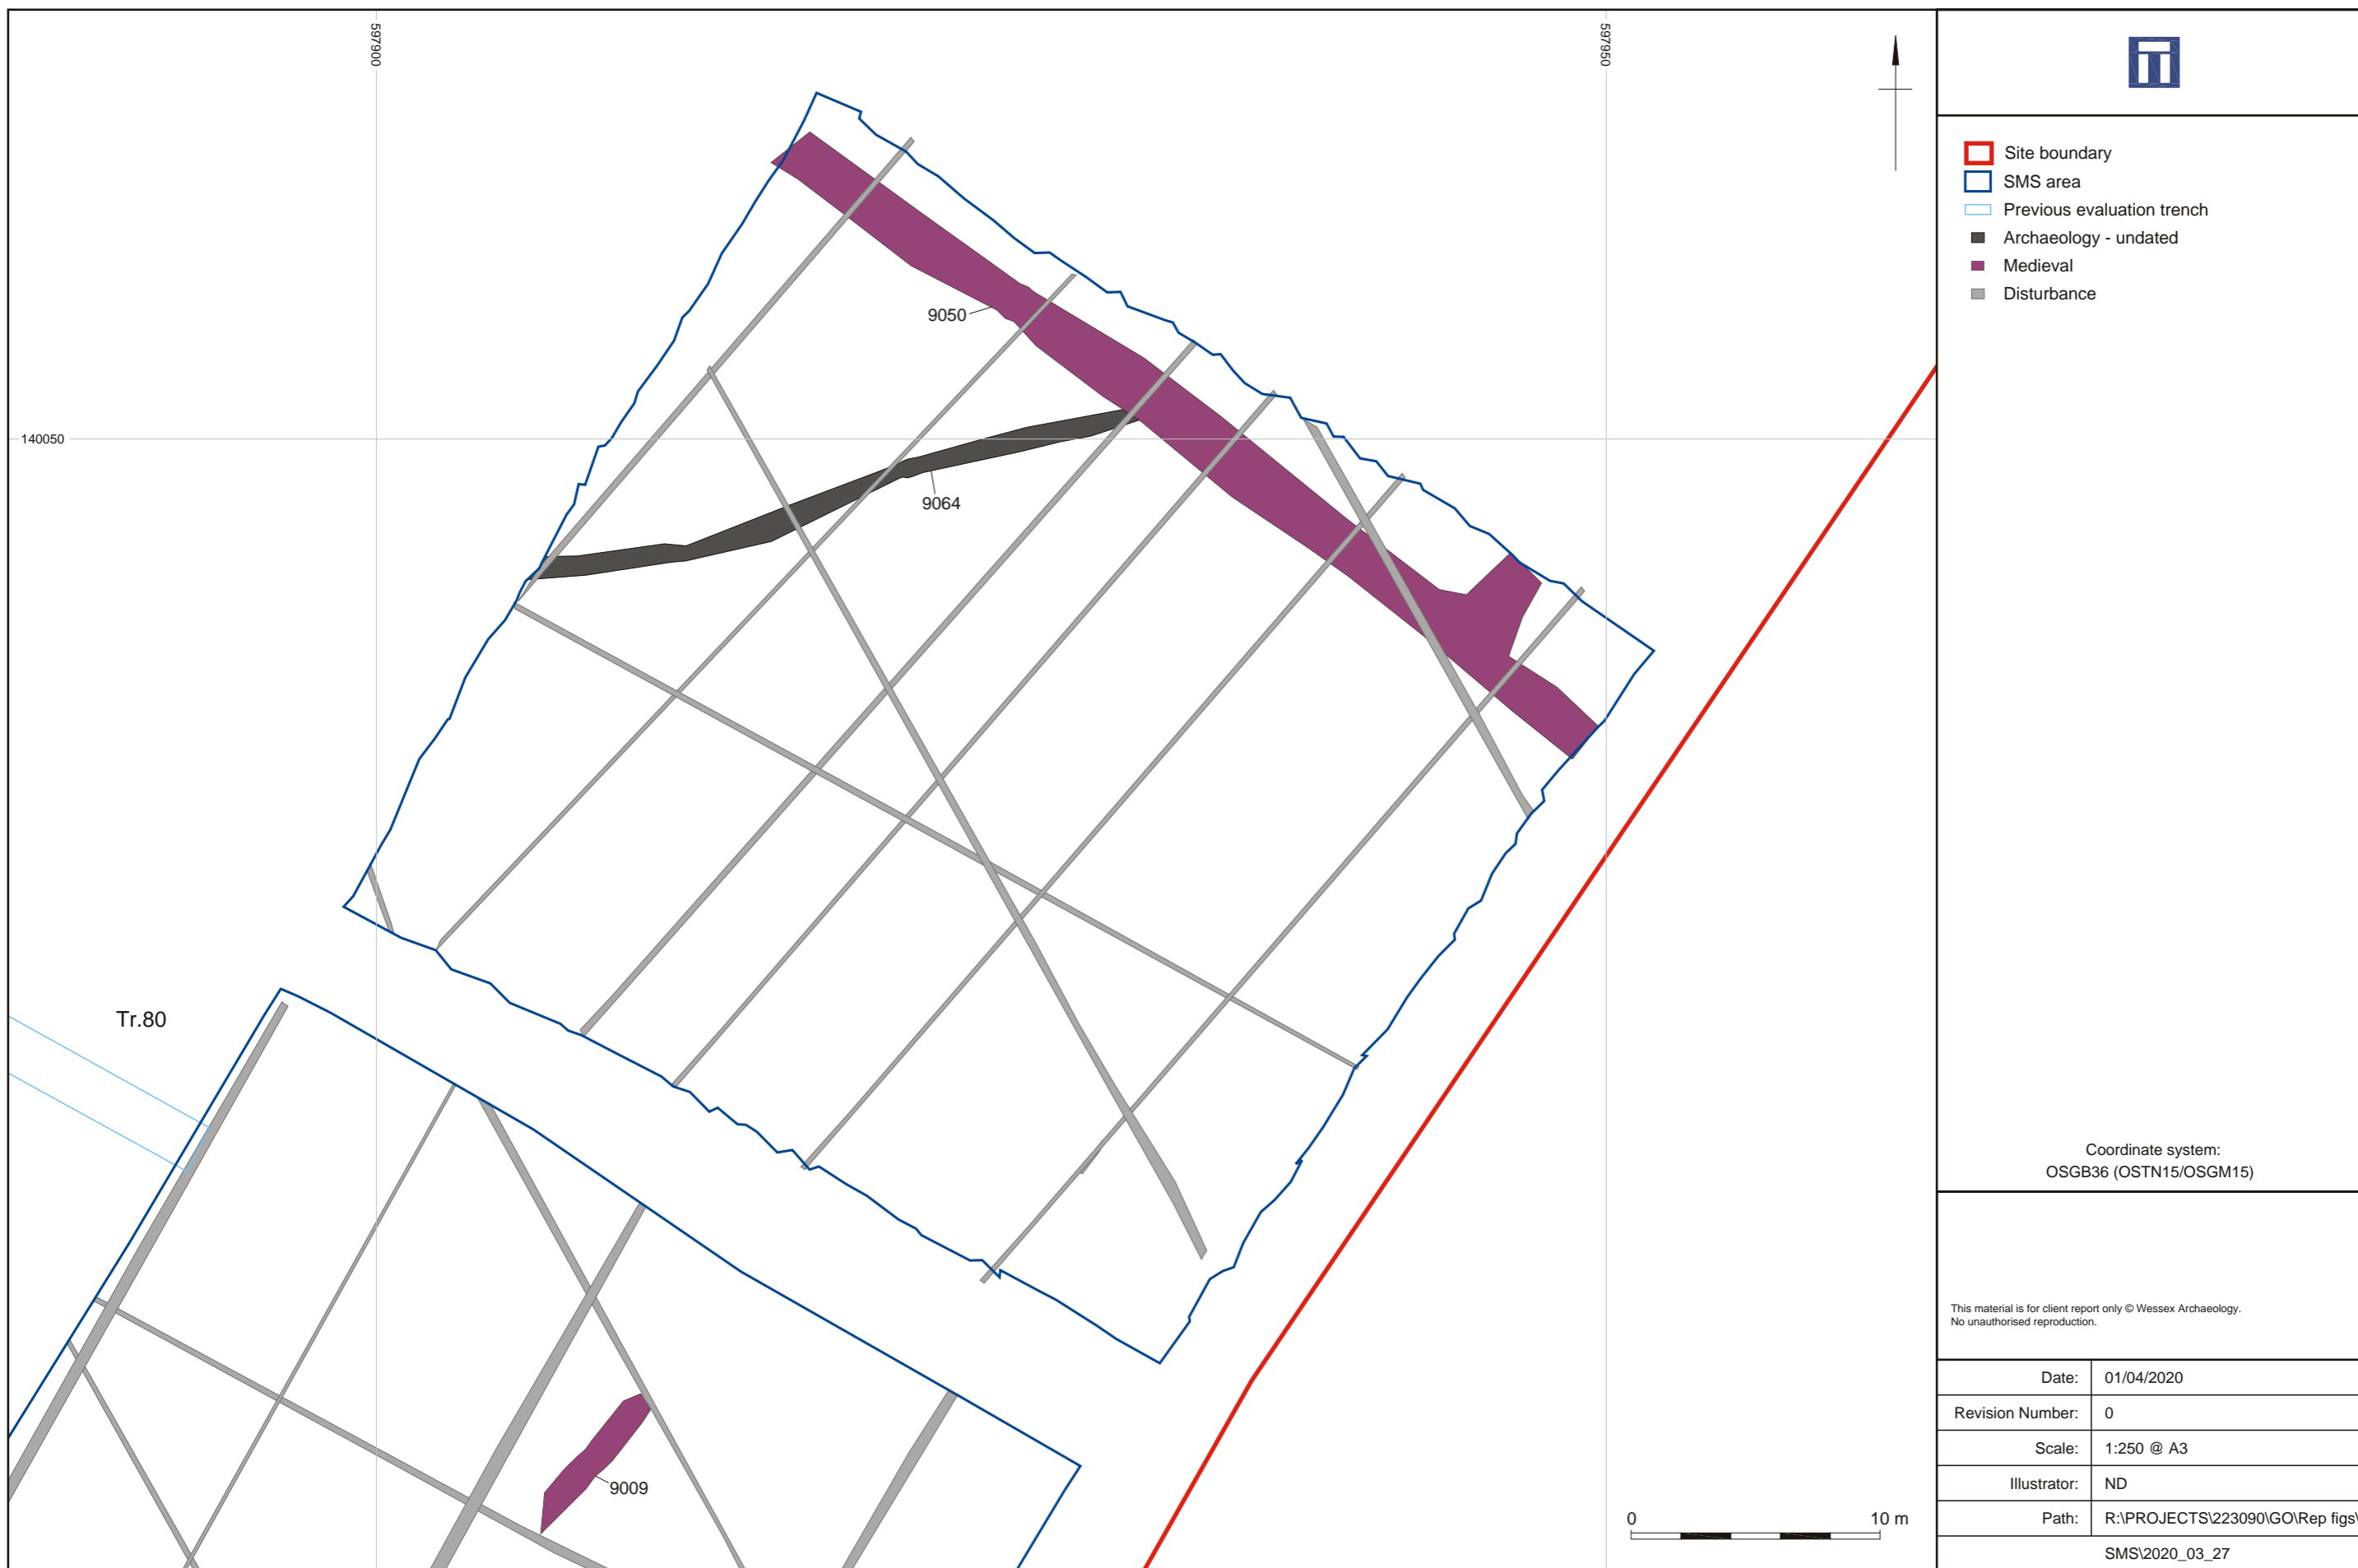 597900
597950
140050
9050
9064
Tr.80
9009
0 10 m
Site boundary
SMS area
Previous evaluation trench
Archaeology - undated
Medieval
Disturbance
Coordinate system:
OSGB36 (OSTN15/OSGM15)
This material is for client report only © Wessex Archaeology.
No unauthorised reproduction.
Date: 01/04/2020
Revision Number: 0
Scale: 1:250 @ A3
Illustrator: ND
Path: R:\PROJECTS\223090\GO\Rep figs\
SMS\2020_03_27